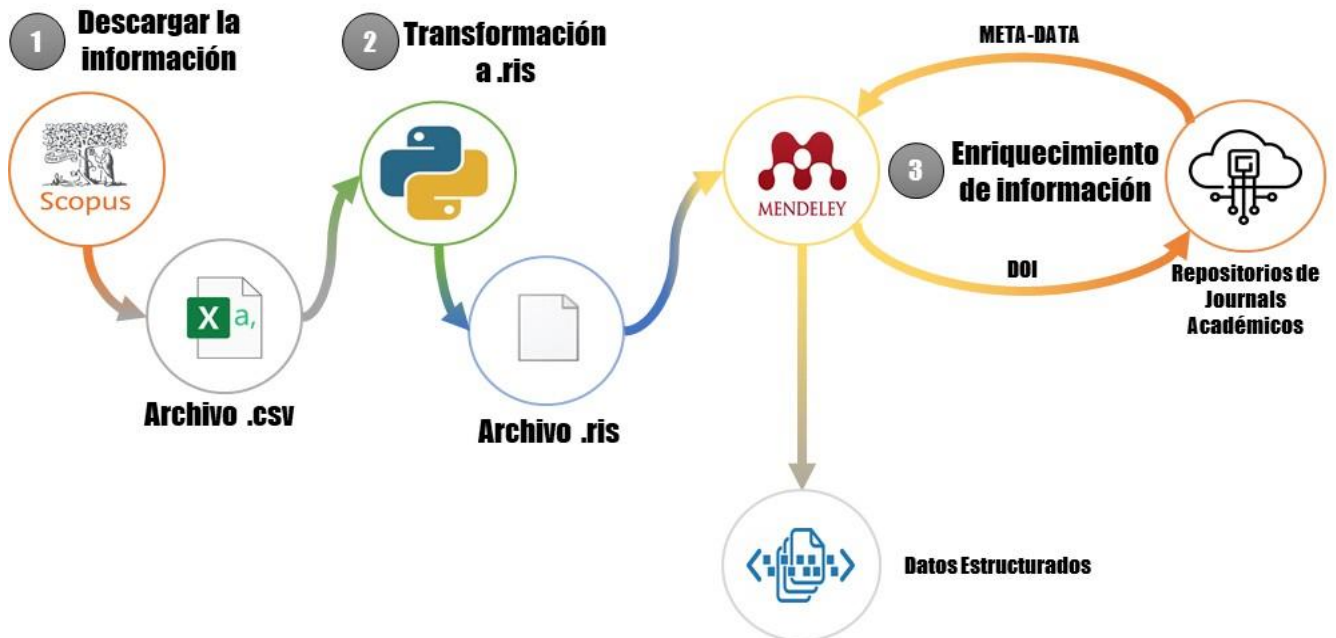 1
Descargar la
información
2
Transformación
a .ris
META-DATA
Scopus
MENDELEY
3
Enriquecimiento
de información
DOI
Repositorios de
Journals
Académicos
X a,
Archivo .csv
Archivo .ris
Datos Estructurados